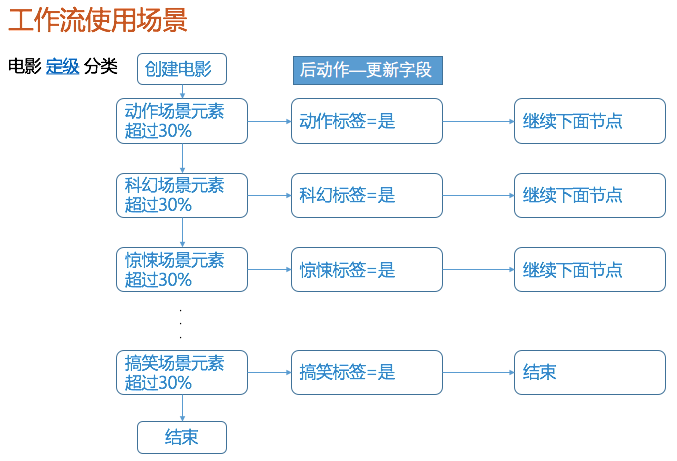 工作流使用场景
电影 定级 分类
创建电影
后动作—更新字段
动作场景元素
超过30%
动作标签=是
继续下面节点
科幻场景元素
超过30%
科幻标签=是
继续下面节点
惊悚场景元素
超过30%
惊悚标签=是
继续下面节点
.
.
.
搞笑场景元素
超过30%
搞笑标签=是
结束
结束